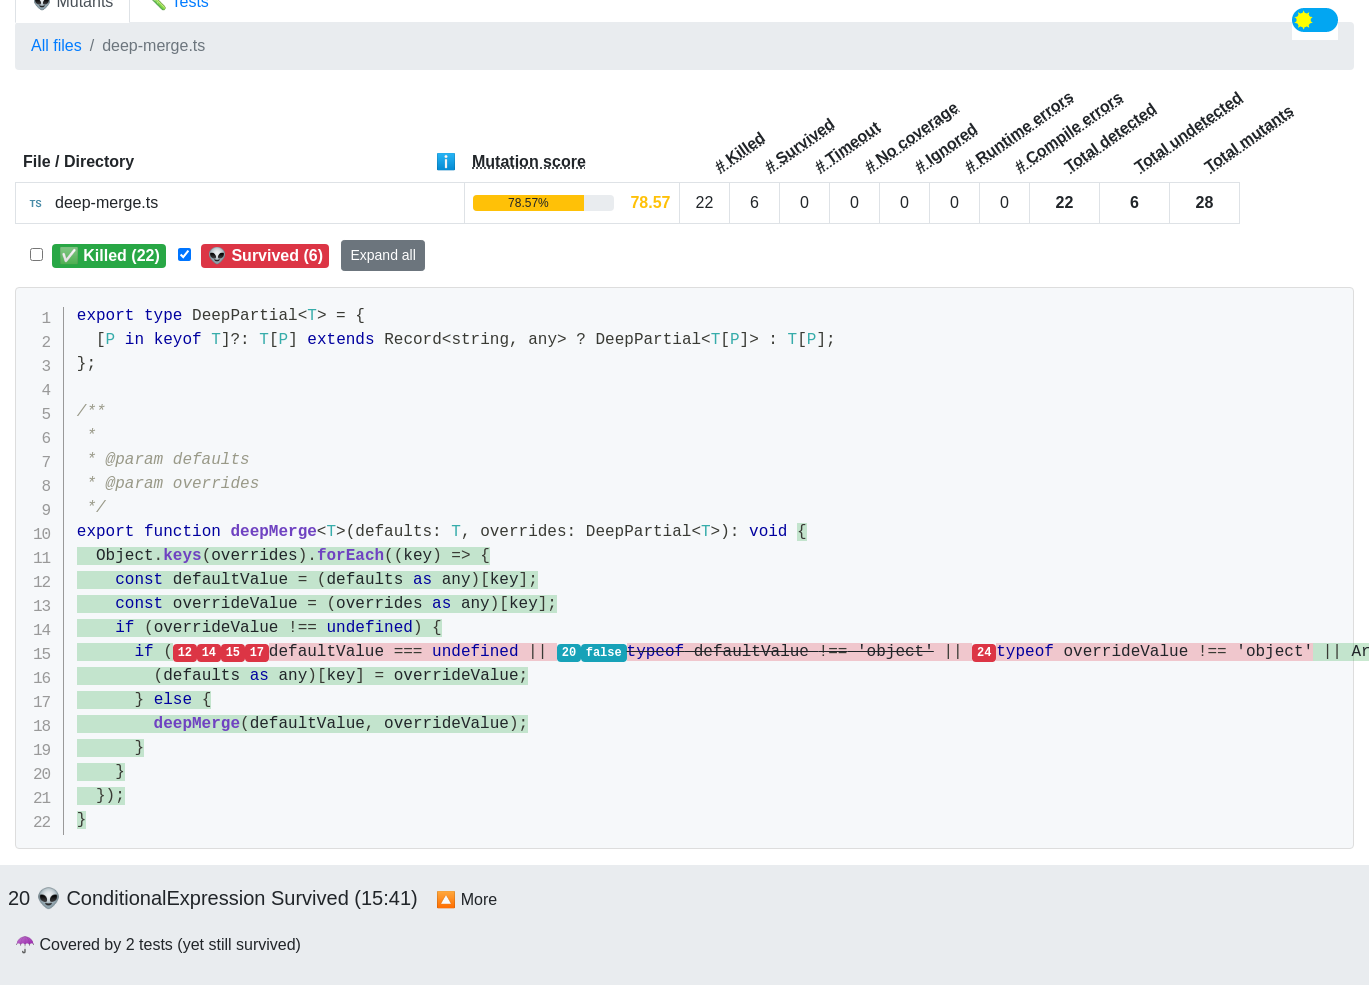 👽 Mutants Tests
All files / deep-merge.ts
File / Directory ℹ Mutation score # Killed # Survived # Timeout # No coverage # Ignored # Runtime errors # Compile errors Total detected Total undetected Total mutants
TS deep-merge.ts 78.57% 78.57 22 6 0 0 0 0 0 22 6 28
✅ Killed (22) 👽 Survived (6) Expand all
1 export type DeepPartial<T> = {
2   [P in keyof T]?: T[P] extends Record<string, any> ? DeepPartial<T[P]> : T[P];
3 };
4
5 /**
6  *
7  * @param defaults
8  * @param overrides
9  */
10 export function deepMerge<T>(defaults: T, overrides: DeepPartial<T>): void {
11   Object.keys(overrides).forEach((key) => {
12     const defaultValue = (defaults as any)[key];
13     const overrideValue = (overrides as any)[key];
14     if (overrideValue !== undefined) {
15       if (12 14 15 17 defaultValue === undefined || 20 false typeof defaultValue !== 'object' || 24 typeof overrideValue !== 'object' || Ar
16         (defaults as any)[key] = overrideValue;
17       } else {
18         deepMerge(defaultValue, overrideValue);
19       }
20     }
21   });
22 }
20 👽 ConditionalExpression Survived (15:41) 🔼 More
☂ Covered by 2 tests (yet still survived)